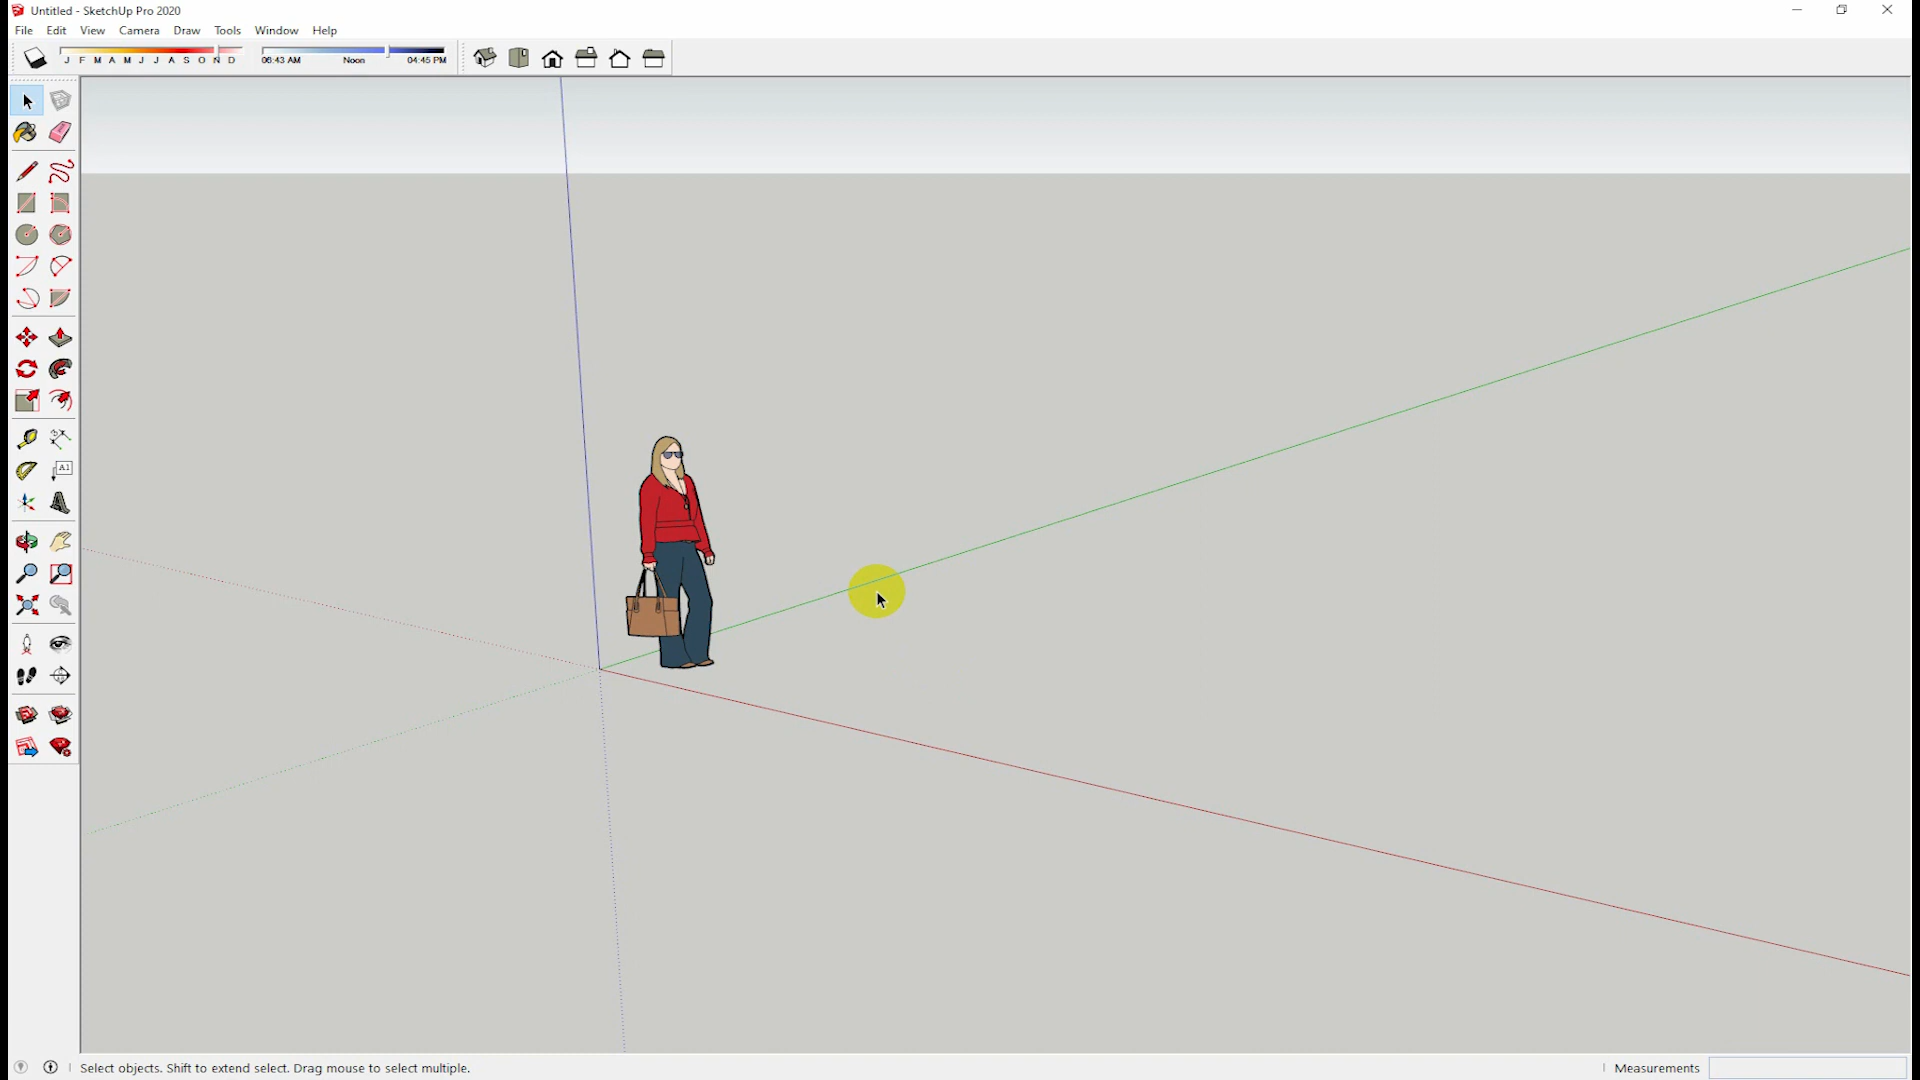 Untitled - SketchUp Pro 2020
File Edit View Camera Draw Tools Window Help
J F M A M J J A S O N D 06:43 AM Noon 04:45 PM
A1
Select objects. Shift to extend select. Drag mouse to select multiple.
Measurements